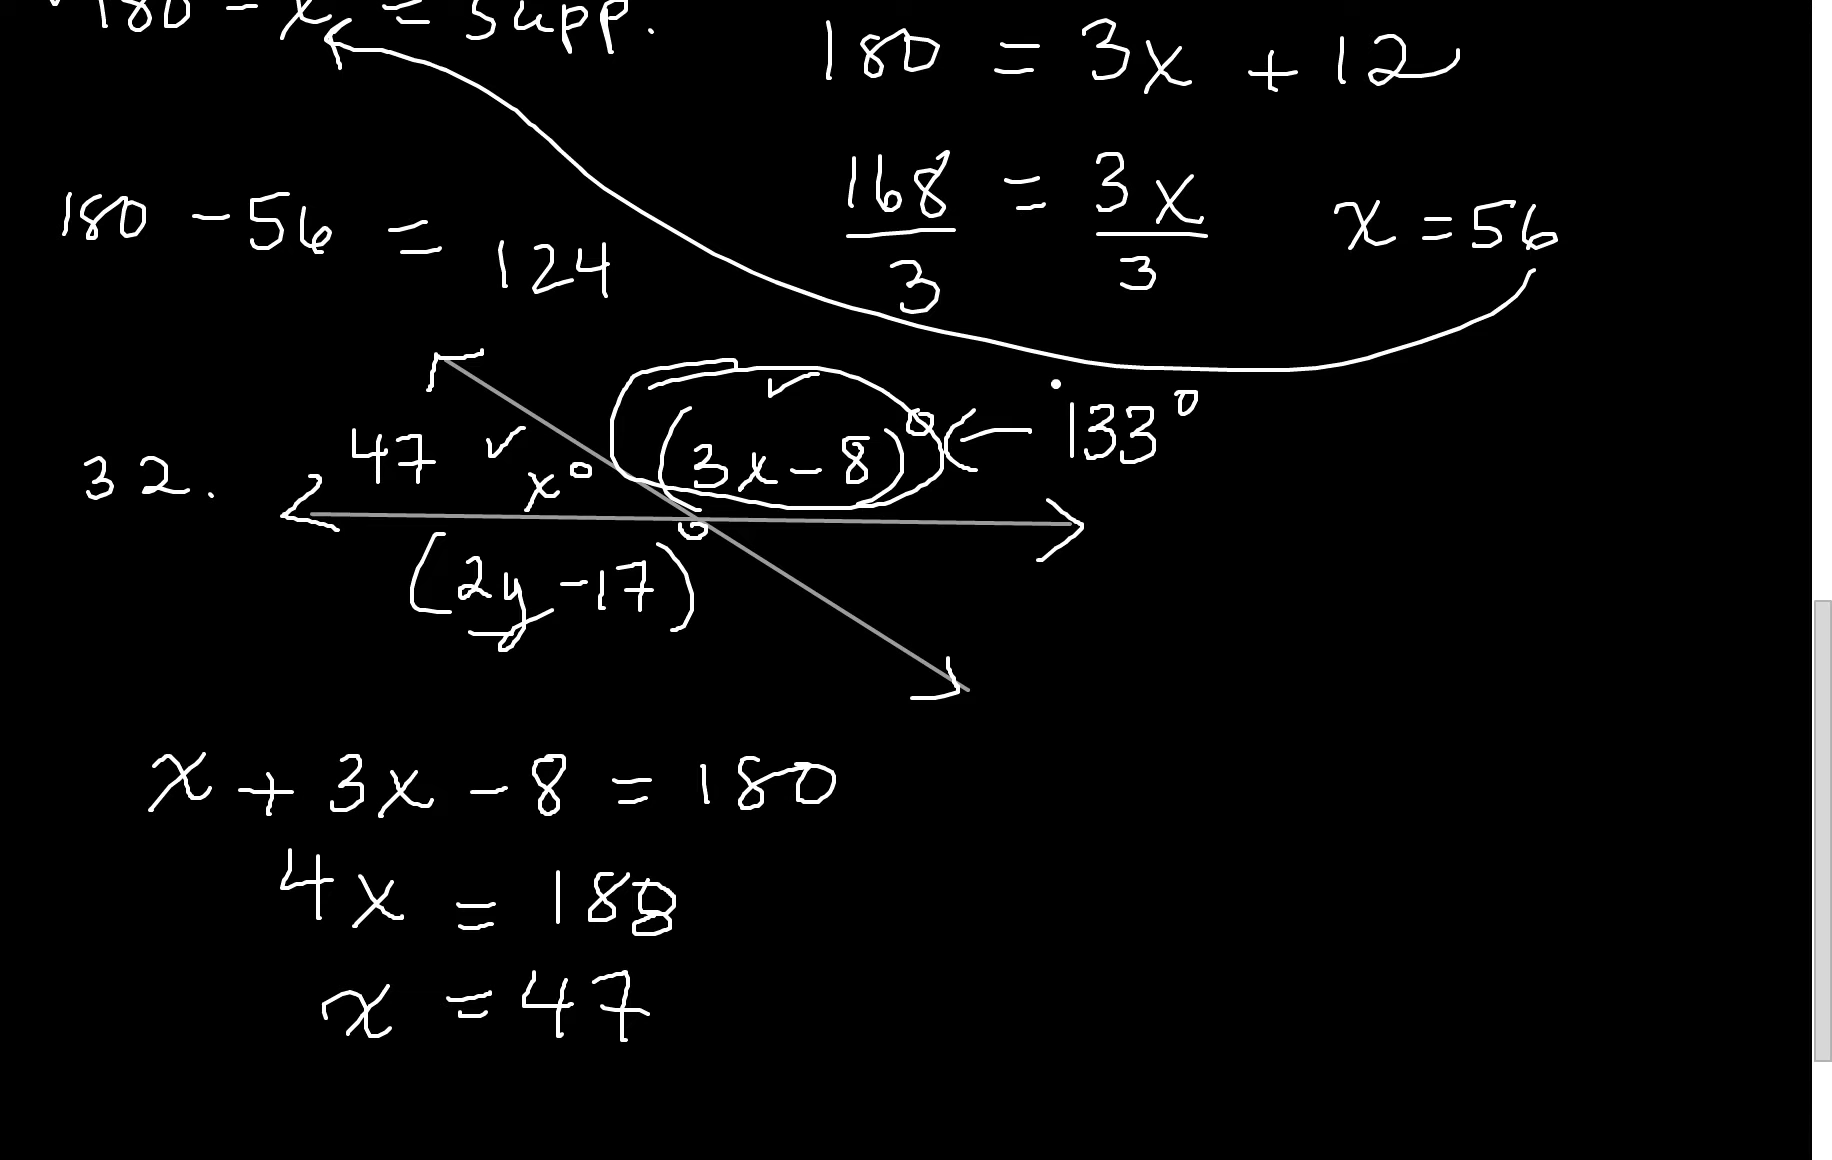 180 - x = Supp.
180 = 3x + 12
168/3 = 3x/3
x = 56
180 - 56 = 124
32.
47
x°
(3x - 8)°
133°
(2y - 17)°
x + 3x - 8 = 180
4x = 188
x = 47